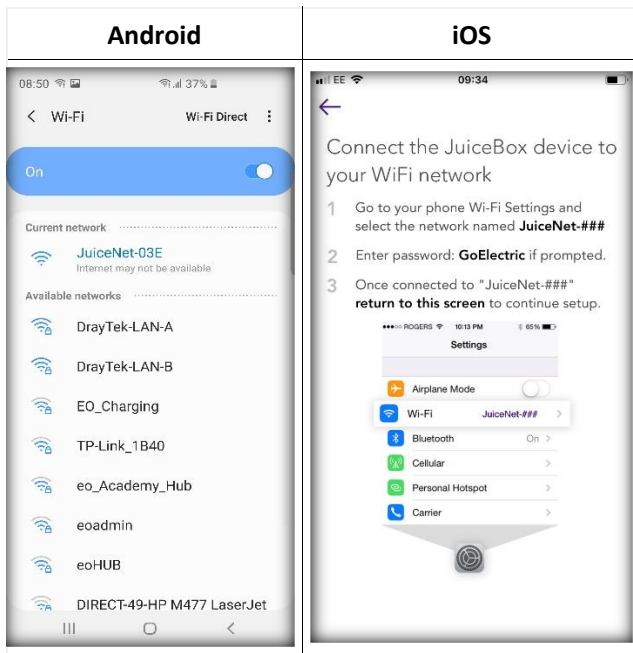 Android
iOS
08:50
37%
Wi-Fi
Wi-Fi Direct
On
Current network
JuiceNet-03E
Internet may not be available
Available networks
DrayTek-LAN-A
DrayTek-LAN-B
EO_Charging
TP-Link_1B40
eo_Academy_Hub
eoadmin
eoHUB
DIRECT-49-HP M477 LaserJet
EE
09:34
Connect the JuiceBox device to
your WiFi network
1 Go to your phone Wi-Fi Settings and
select the network named JuiceNet-###
2 Enter password: GoElectric if prompted.
3 Once connected to "JuiceNet-###"
return to this screen to continue setup.
ROGERS 10:13 PM 65%
Settings
Airplane Mode
Wi-Fi JuiceNet-###
Bluetooth On
Cellular
Personal Hotspot
Carrier